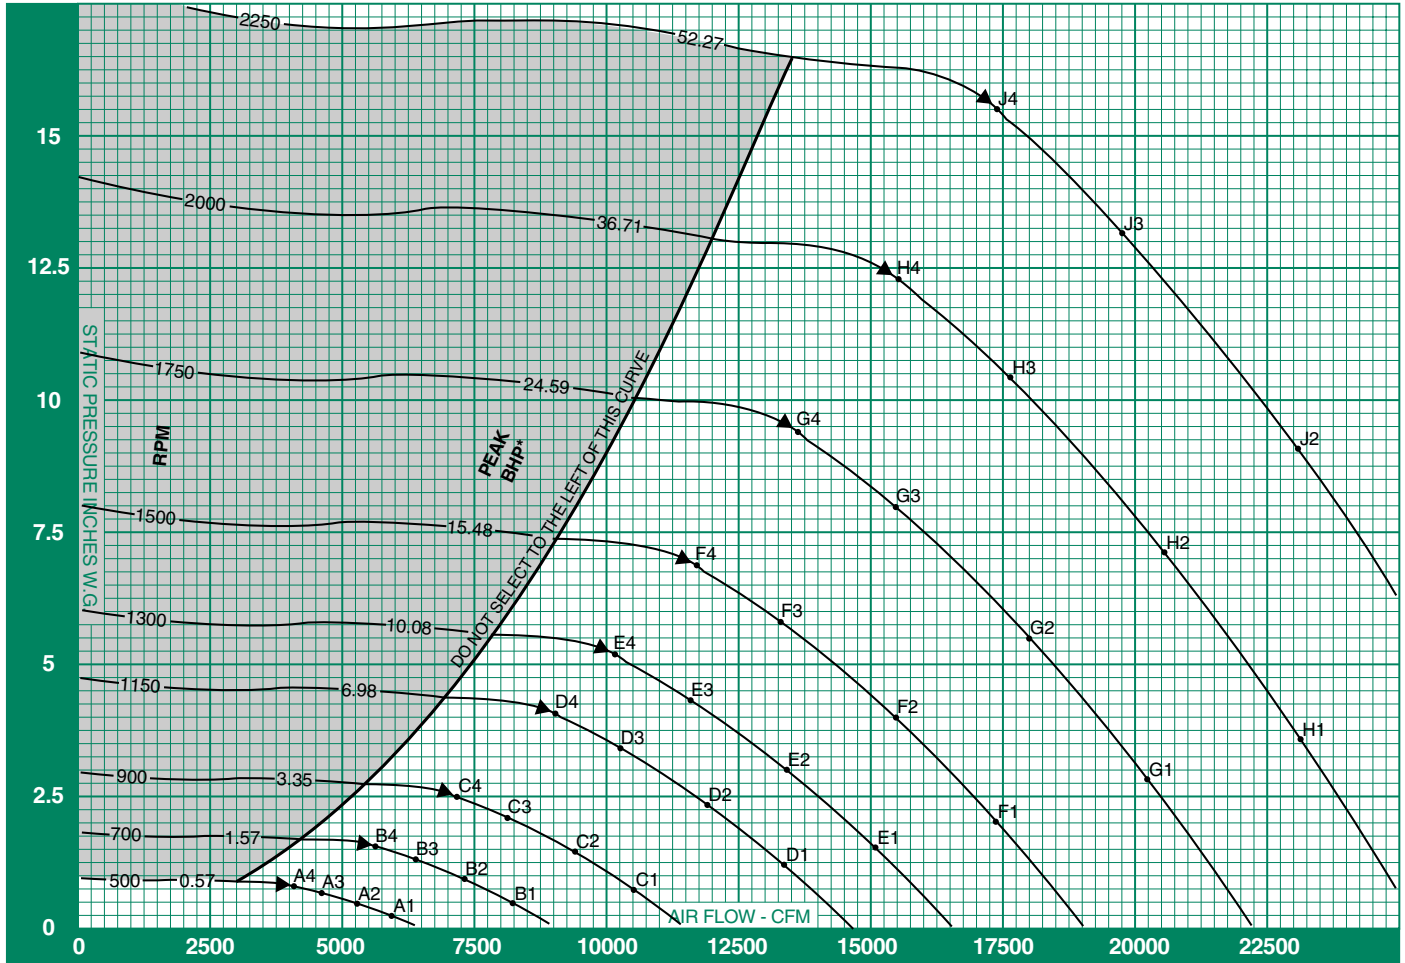 2250
52.27
J4
15
2000
36.71
J3
12.5
H4
STATIC PRESSURE INCHES W.G
1750
24.59
H3
10
G4
RPM
PEAK
BHP*
DO NOT SELECT TO THE LEFT OF THIS CURVE
J2
1500
15.48
G3
7.5
F4
H2
1300
10.08
F3
E4
G2
5
1150
6.98
E3
D4
F2
D3
E2
H1
900
3.35
C4
D2
G1
2.5
C3
F1
700
1.57
B4
B3
C2
E1
D1
500
0.57
A4
A3
B2
C1
A2
B1
A1
AIR FLOW - CFM
0
0
2500
5000
7500
10000
12500
15000
17500
20000
22500